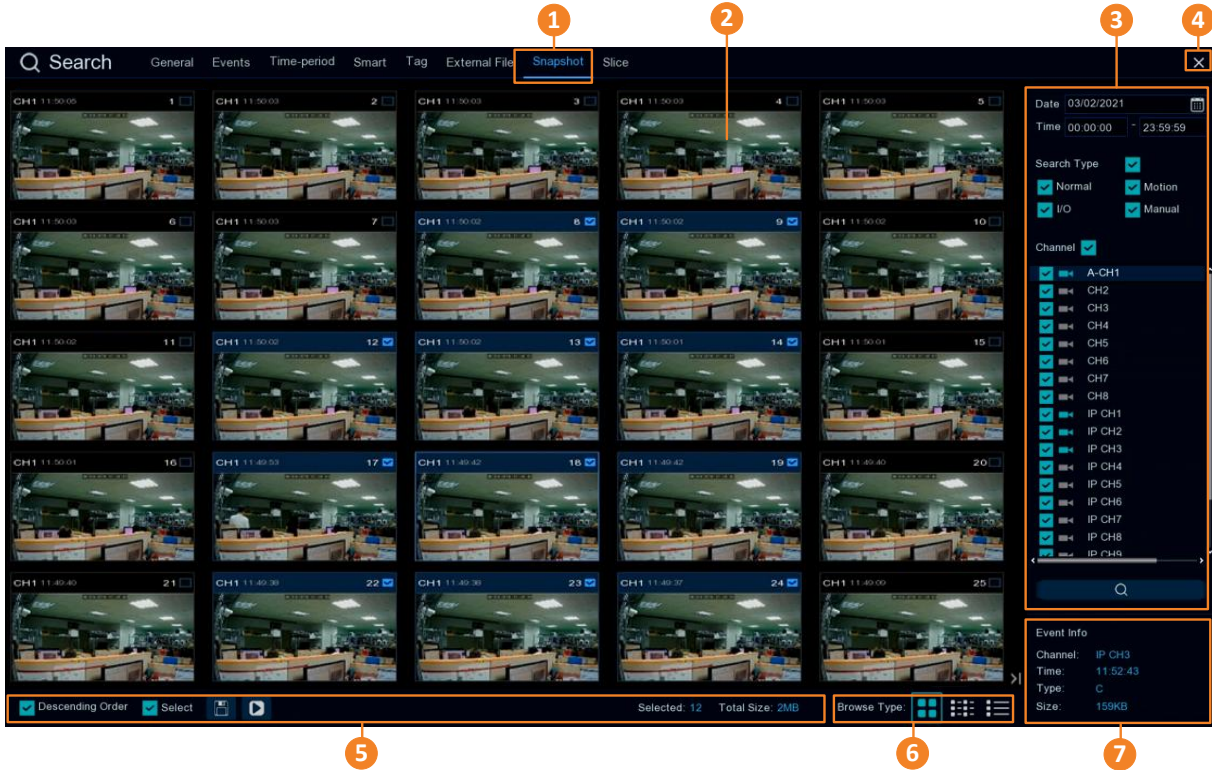 1 2 3 4
Search General Events Time-period Smart Tag External File Snapshot Slice
CH1 11:50:05 1 CH1 11:50:03 2 CH1 11:50:03 3 CH1 11:50:03 4 CH1 11:50:03 5
CH1 11:50:03 6 CH1 11:50:03 7 CH1 11:50:02 8 CH1 11:50:02 9 CH1 11:50:02 10
CH1 11:50:02 11 CH1 11:50:02 12 CH1 11:50:02 13 CH1 11:50:01 14 CH1 11:50:01 15
CH1 11:50:01 16 CH1 11:49:53 17 CH1 11:49:42 18 CH1 11:49:42 19 CH1 11:49:40 20
CH1 11:49:40 21 CH1 11:49:39 22 CH1 11:49:38 23 CH1 11:49:37 24 CH1 11:49:00 25
Date 03/02/2021
Time 00:00:00 - 23:59:59
Search Type
Normal Motion
I/O Manual
Channel
A-CH1
CH2
CH3
CH4
CH5
CH6
CH7
CH8
IP CH1
IP CH2
IP CH3
IP CH4
IP CH5
IP CH6
IP CH7
IP CH8
IP CH9
Event Info
Channel: IP CH3
Time: 11:52:43
Type: C
Size: 159KB
Descending Order Select Selected: 12 Total Size: 2MB Browse Type:
5 6 7